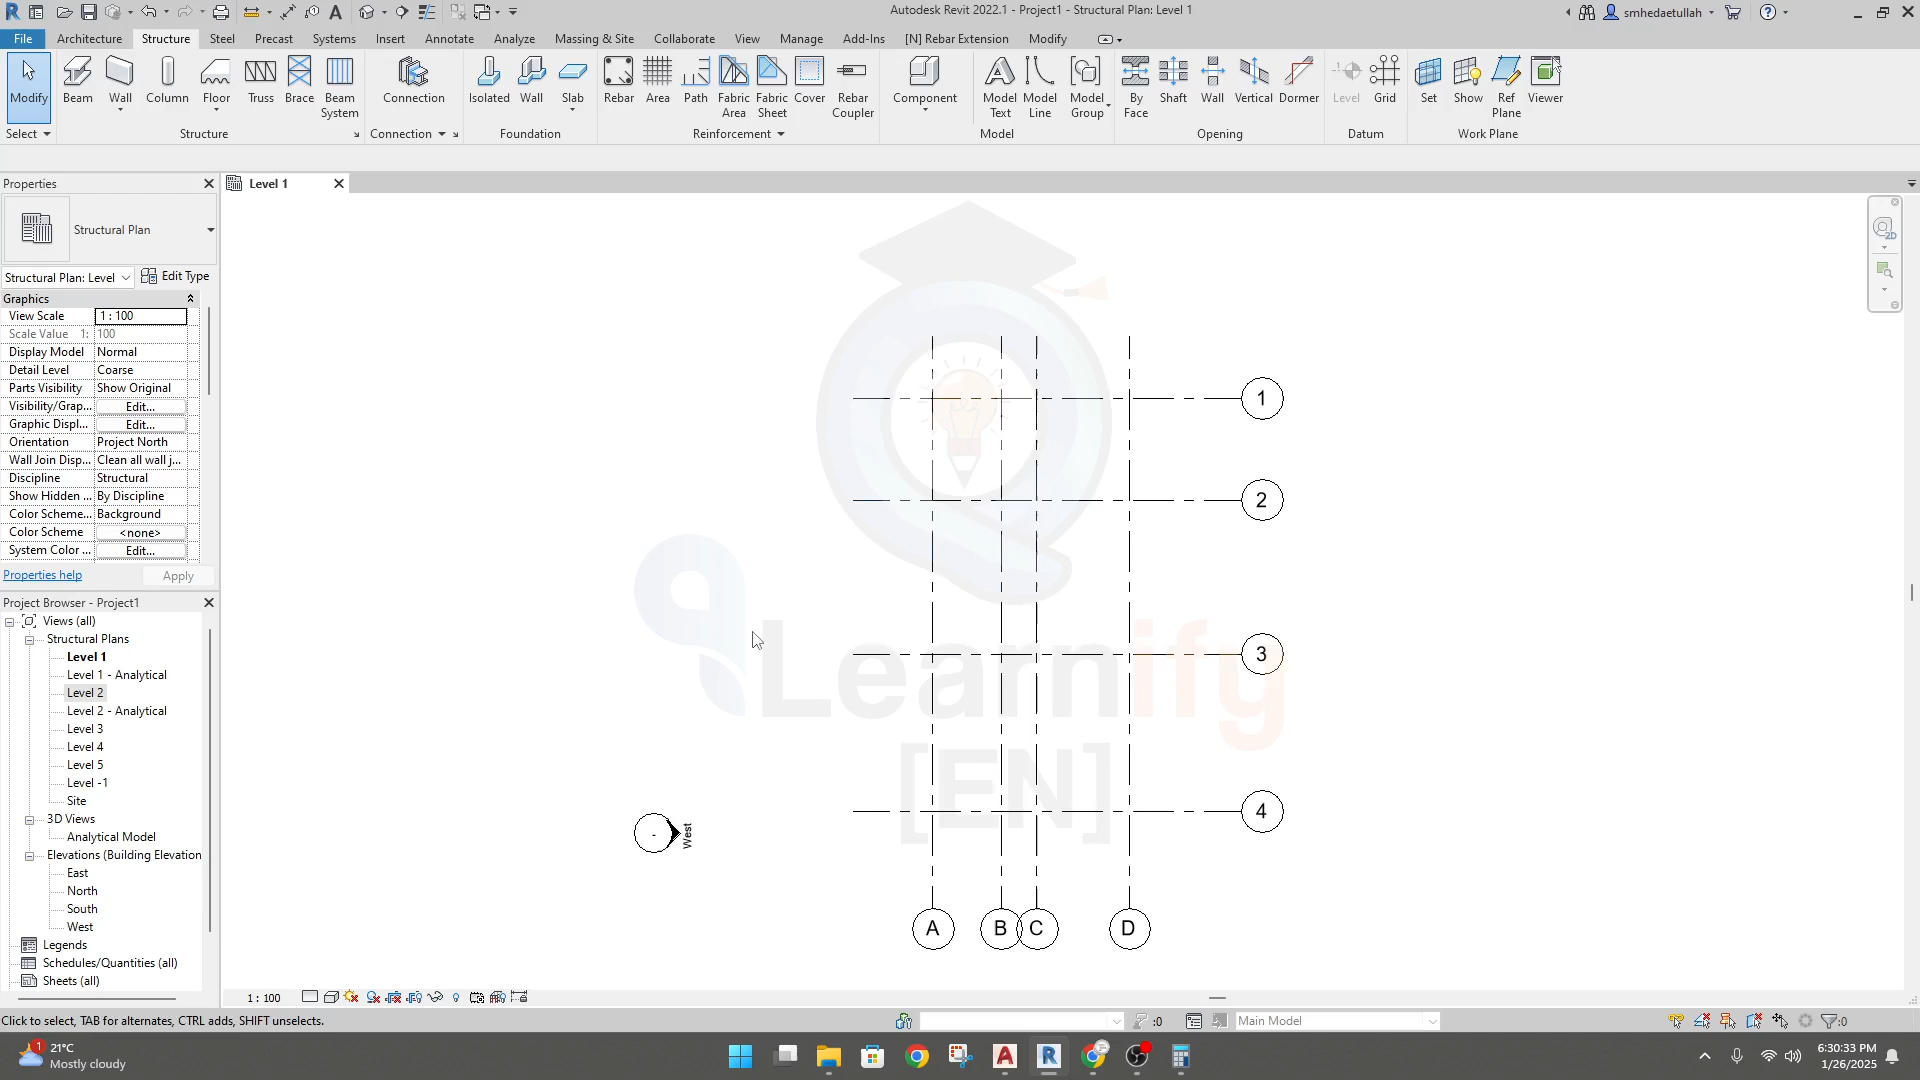 Autodesk Revit 2022.1 - Project1 - Structural Plan: Level 1
smhedaetullah
File Architecture Structure Steel Precast Systems Insert Annotate Analyze Massing & Site Collaborate View Manage Add-Ins [N] Rebar Extension Modify
Modify Beam Wall Column Floor Truss Brace Beam System Connection Isolated Wall Slab Rebar Area Path Fabric Area Fabric Sheet Cover Rebar Coupler Component Model Text Model Line Model Group By Face Shaft Wall Vertical Dormer Level Grid Set Show Ref Plane Viewer
Select Structure Connection Foundation Reinforcement Model Opening Datum Work Plane
Properties
Level 1
Structural Plan
Structural Plan: Level Edit Type
Graphics
View Scale 1 : 100
Scale Value 1: 100
Display Model Normal
Detail Level Coarse
Parts Visibility Show Original
Visibility/Grap... Edit...
Graphic Displ... Edit...
Orientation Project North
Wall Join Disp... Clean all wall j...
Discipline Structural
Show Hidden ... By Discipline
Color Scheme... Background
Color Scheme <none>
System Color ... Edit...
Properties help Apply
Project Browser - Project1
Views (all)
Structural Plans
Level 1
Level 1 - Analytical
Level 2
Level 2 - Analytical
Level 3
Level 4
Level 5
Level -1
Site
3D Views
Analytical Model
Elevations (Building Elevation
East
North
South
West
Legends
Schedules/Quantities (all)
Sheets (all)
1
2
3
4
Learnify
[EN]
- West
A B C D
1 : 100
Click to select, TAB for alternates, CTRL adds, SHIFT unselects.
:0
Main Model
:0
1
21°C
Mostly cloudy
6:30:33 PM
1/26/2025